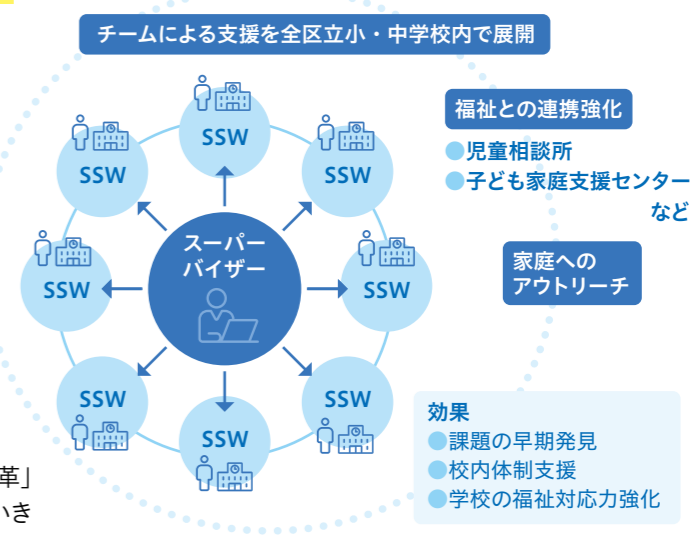 チームによる支援を全区立小・中学校内で展開
福祉との連携強化
●児童相談所
●子ども家庭支援センター
など
家庭への
アウトリーチ
SSW
SSW
SSW
SSW
スーパー
バイザー
SSW
SSW
SSW
SSW
効果
●課題の早期発見
●校内体制支援
●学校の福祉対応力強化
革」
いき